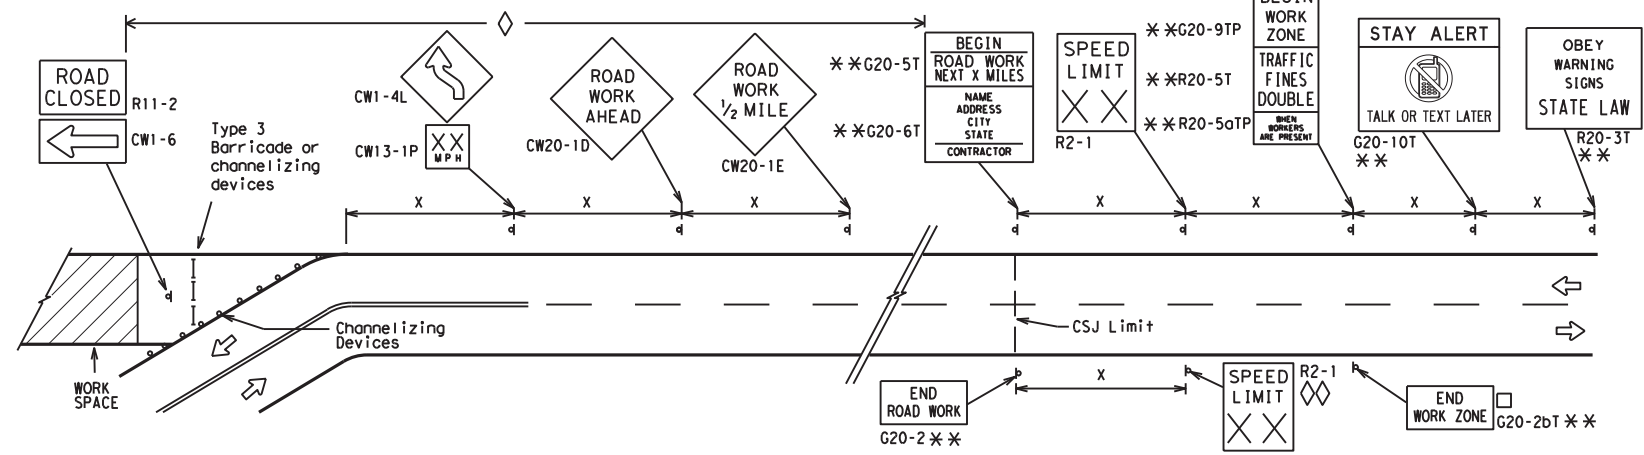 ROAD
CLOSED
R11-2
CW1-6
Type 3
Barricade or
channelizing
devices
CW1-4L
XX
MPH
CW13-1P
ROAD
WORK
AHEAD
CW20-1D
ROAD
WORK
1/2 MILE
CW20-1E
**G20-5T
BEGIN
ROAD WORK
NEXT X MILES
**G20-6T
NAME
ADDRESS
CITY
STATE
CONTRACTOR
SPEED
LIMIT
XX
R2-1
**G20-9TP
BEGIN
WORK
ZONE
**R20-5T
TRAFFIC
FINES
DOUBLE
**R20-5aTP
WHEN
WORKERS
ARE PRESENT
STAY ALERT
TALK OR TEXT LATER
G20-10T
**
OBEY
WARNING
SIGNS
STATE LAW
R20-3T
**
X
X
X
X
X
X
X
Channelizing
Devices
CSJ Limit
WORK
SPACE
END
ROAD WORK
G20-2**
X
SPEED
LIMIT
XX
R2-1
END
WORK ZONE
G20-2bT**